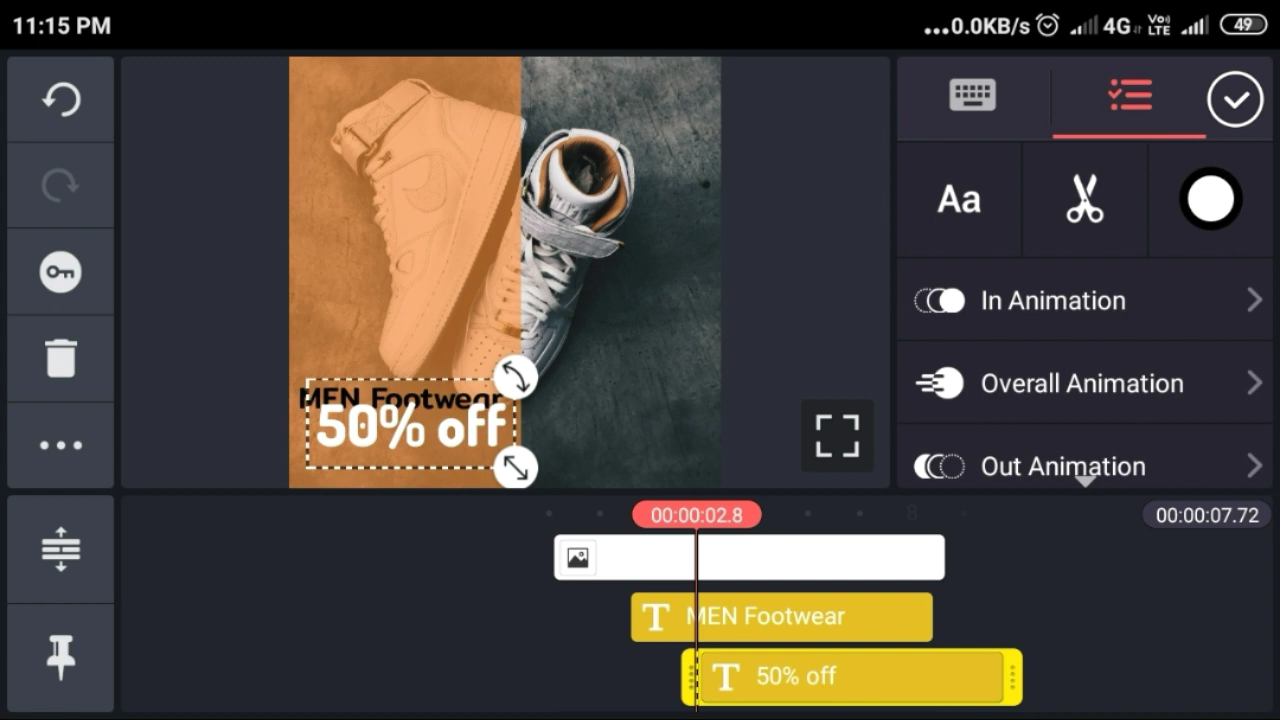 11:15 PM
...0.0KB/s 4G Vo)) LTE 49
Aa
In Animation
Overall Animation
Out Animation
MEN Footwear
50% off
00:00:02.8
8
00:00:07.72
MEN Footwear
50% off